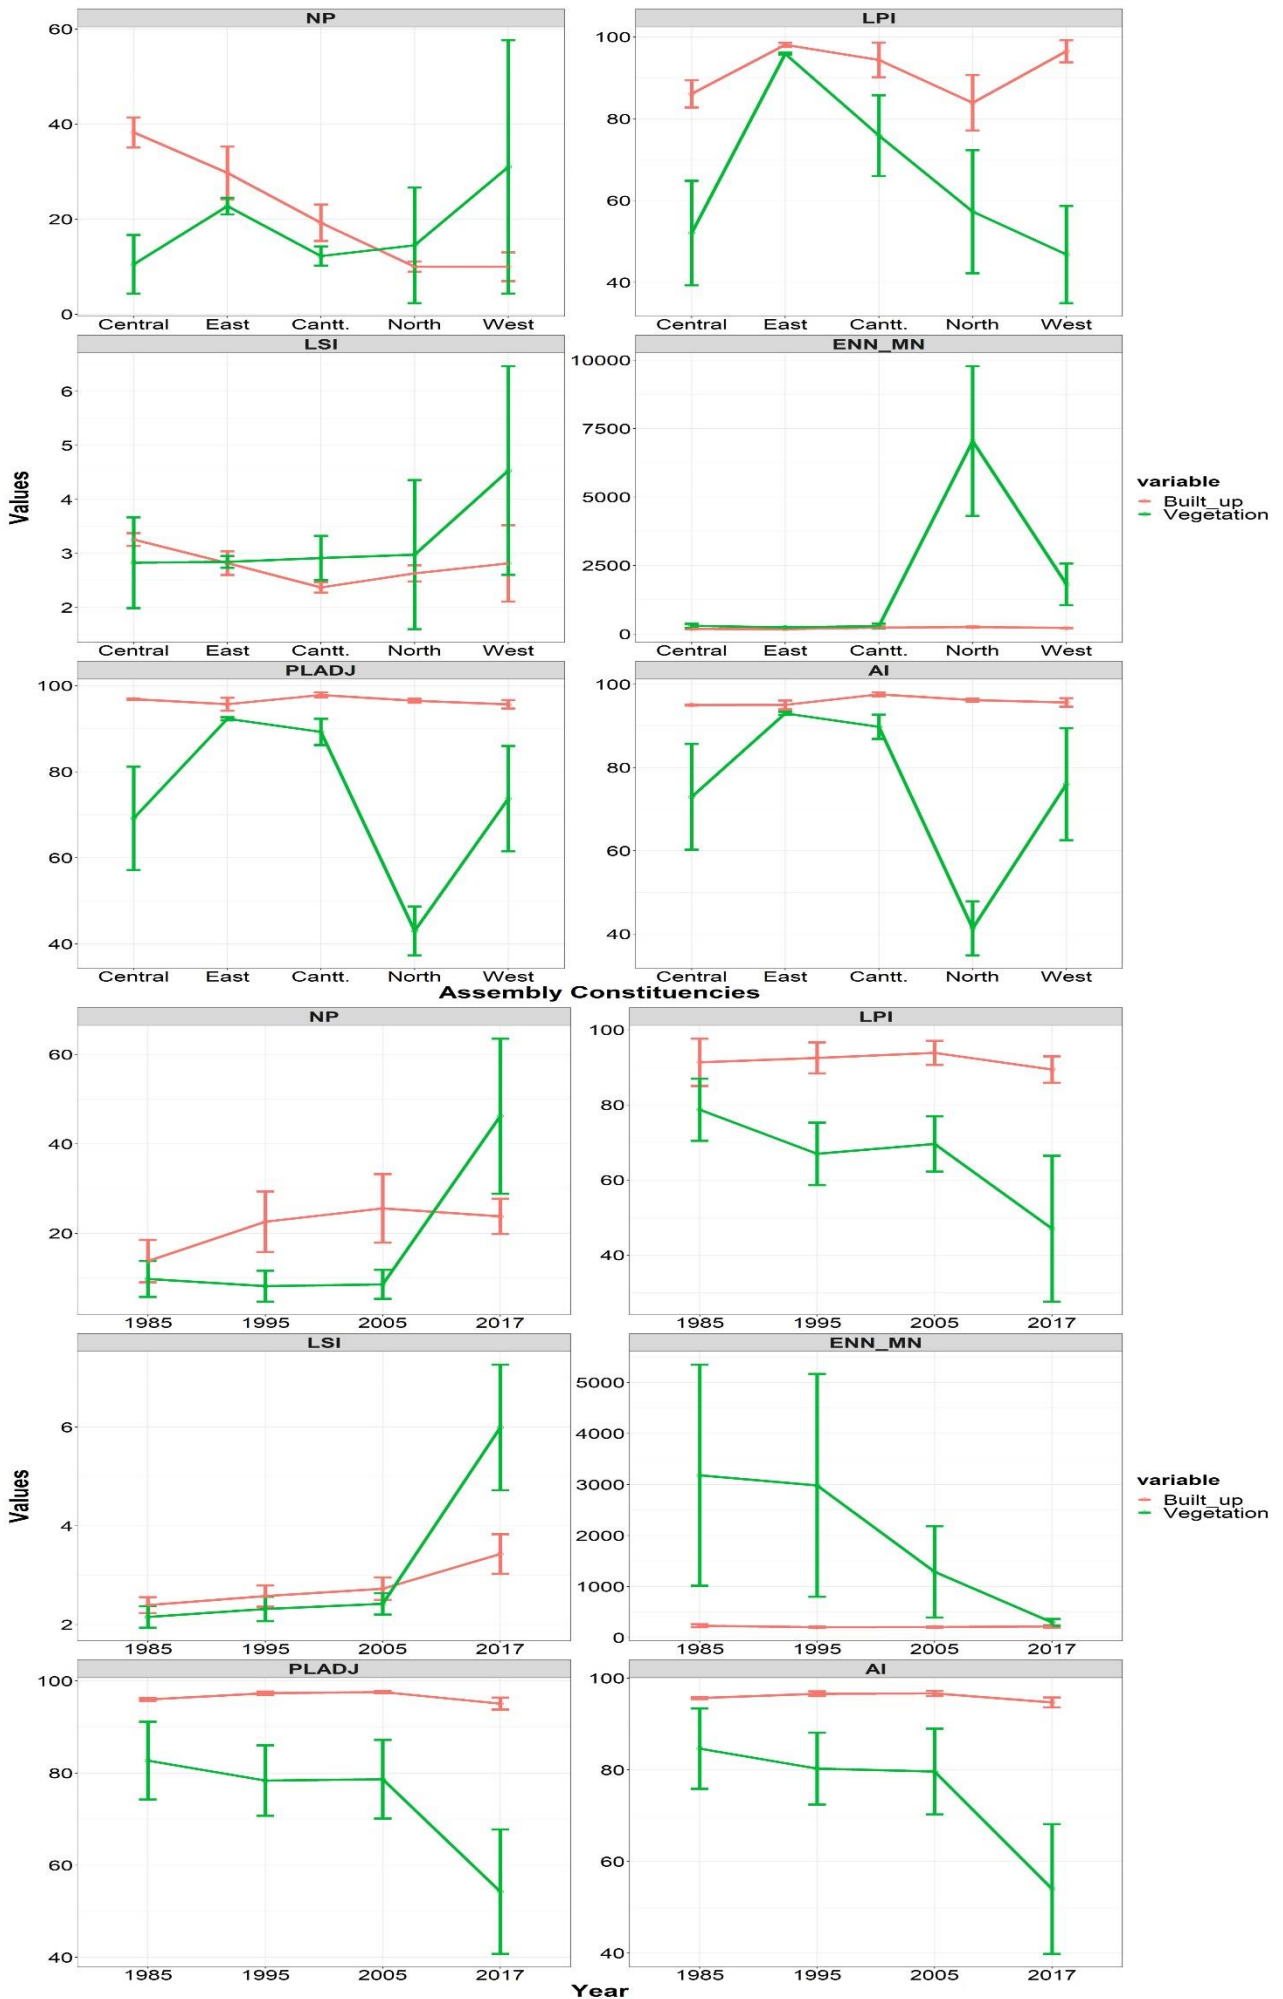 NP
60
40
20
0
Central East Cantt. North West
LPI
100
80
60
40
Central East Cantt. North West
LSI
6
5
4
3
2
Central East Cantt. North West
ENN_MN
10000
7500
5000
2500
0
Central East Cantt. North West
Values
variable
Built_up
Vegetation
PLADJ
100
80
60
40
Central East Cantt. North West
AI
100
80
60
40
Central East Cantt. North West
Assembly Constituencies
NP
60
40
20
1985 1995 2005 2017
LPI
100
80
60
40
1985 1995 2005 2017
LSI
6
4
2
1985 1995 2005 2017
ENN_MN
5000
4000
3000
2000
1000
0
1985 1995 2005 2017
Values
variable
Built_up
Vegetation
PLADJ
100
80
60
40
1985 1995 2005 2017
AI
100
80
60
40
1985 1995 2005 2017
Year